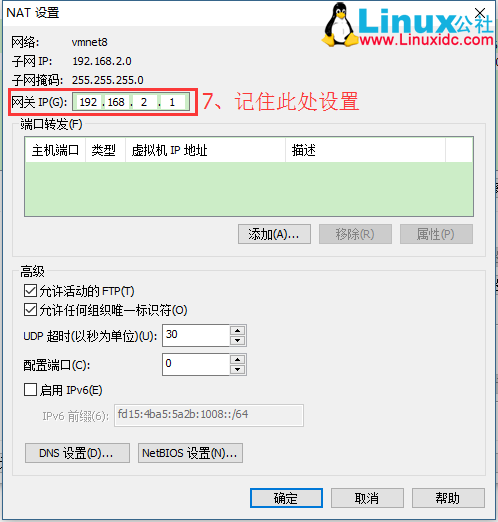 NAT 设置
Linux公社
www.Linuxidc.com
网络: vmnet8
子网 IP: 192.168.2.0
子网掩码: 255.255.255.0
网关 IP(G): 192 . 168 . 2 . 1
7、记住此处设置
端口转发(F)
主机端口 类型 虚拟机 IP 地址 描述
添加(A)... 移除(R) 属性(P)
高级
允许活动的 FTP(T)
允许任何组织唯一标识符(O)
UDP 超时(以秒为单位)(U): 30
配置端口(C): 0
启用 IPv6(E)
IPv6 前缀(6): fd15:4ba5:5a2b:1008::/64
DNS 设置(D)... NetBIOS 设置(N)...
确定 取消 帮助